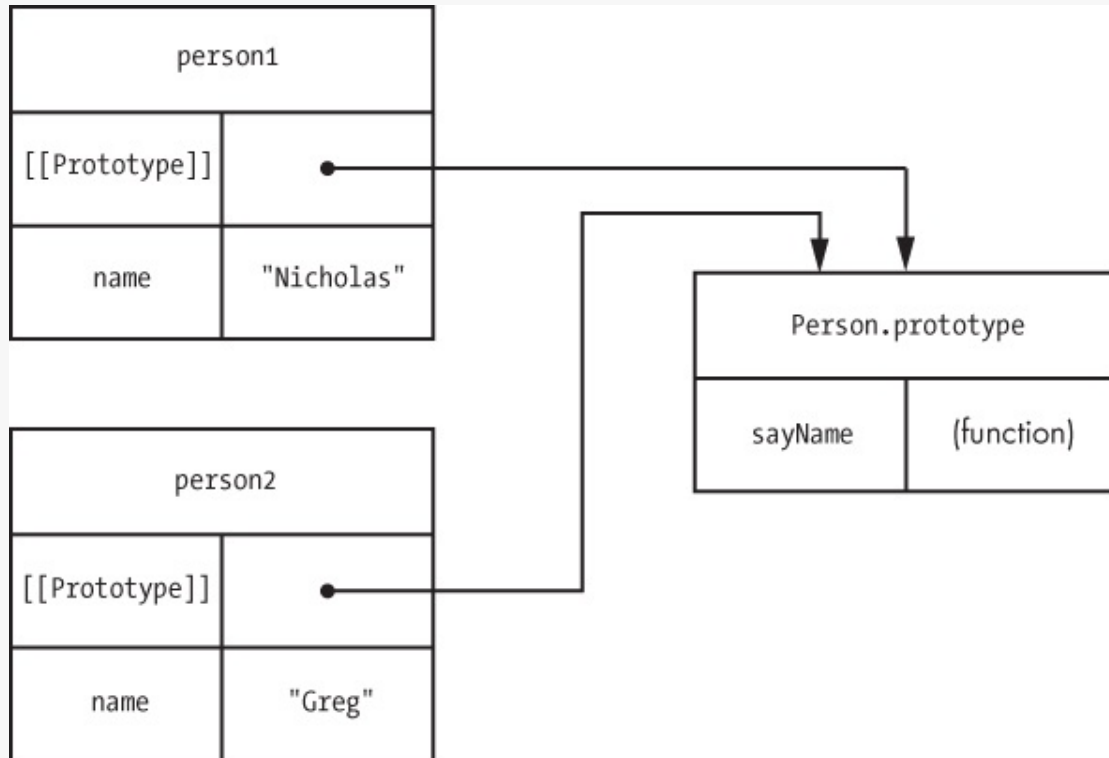 person1
[[Prototype]]
name "Nicholas"
Person.prototype
sayName (function)
person2
[[Prototype]]
name "Greg"